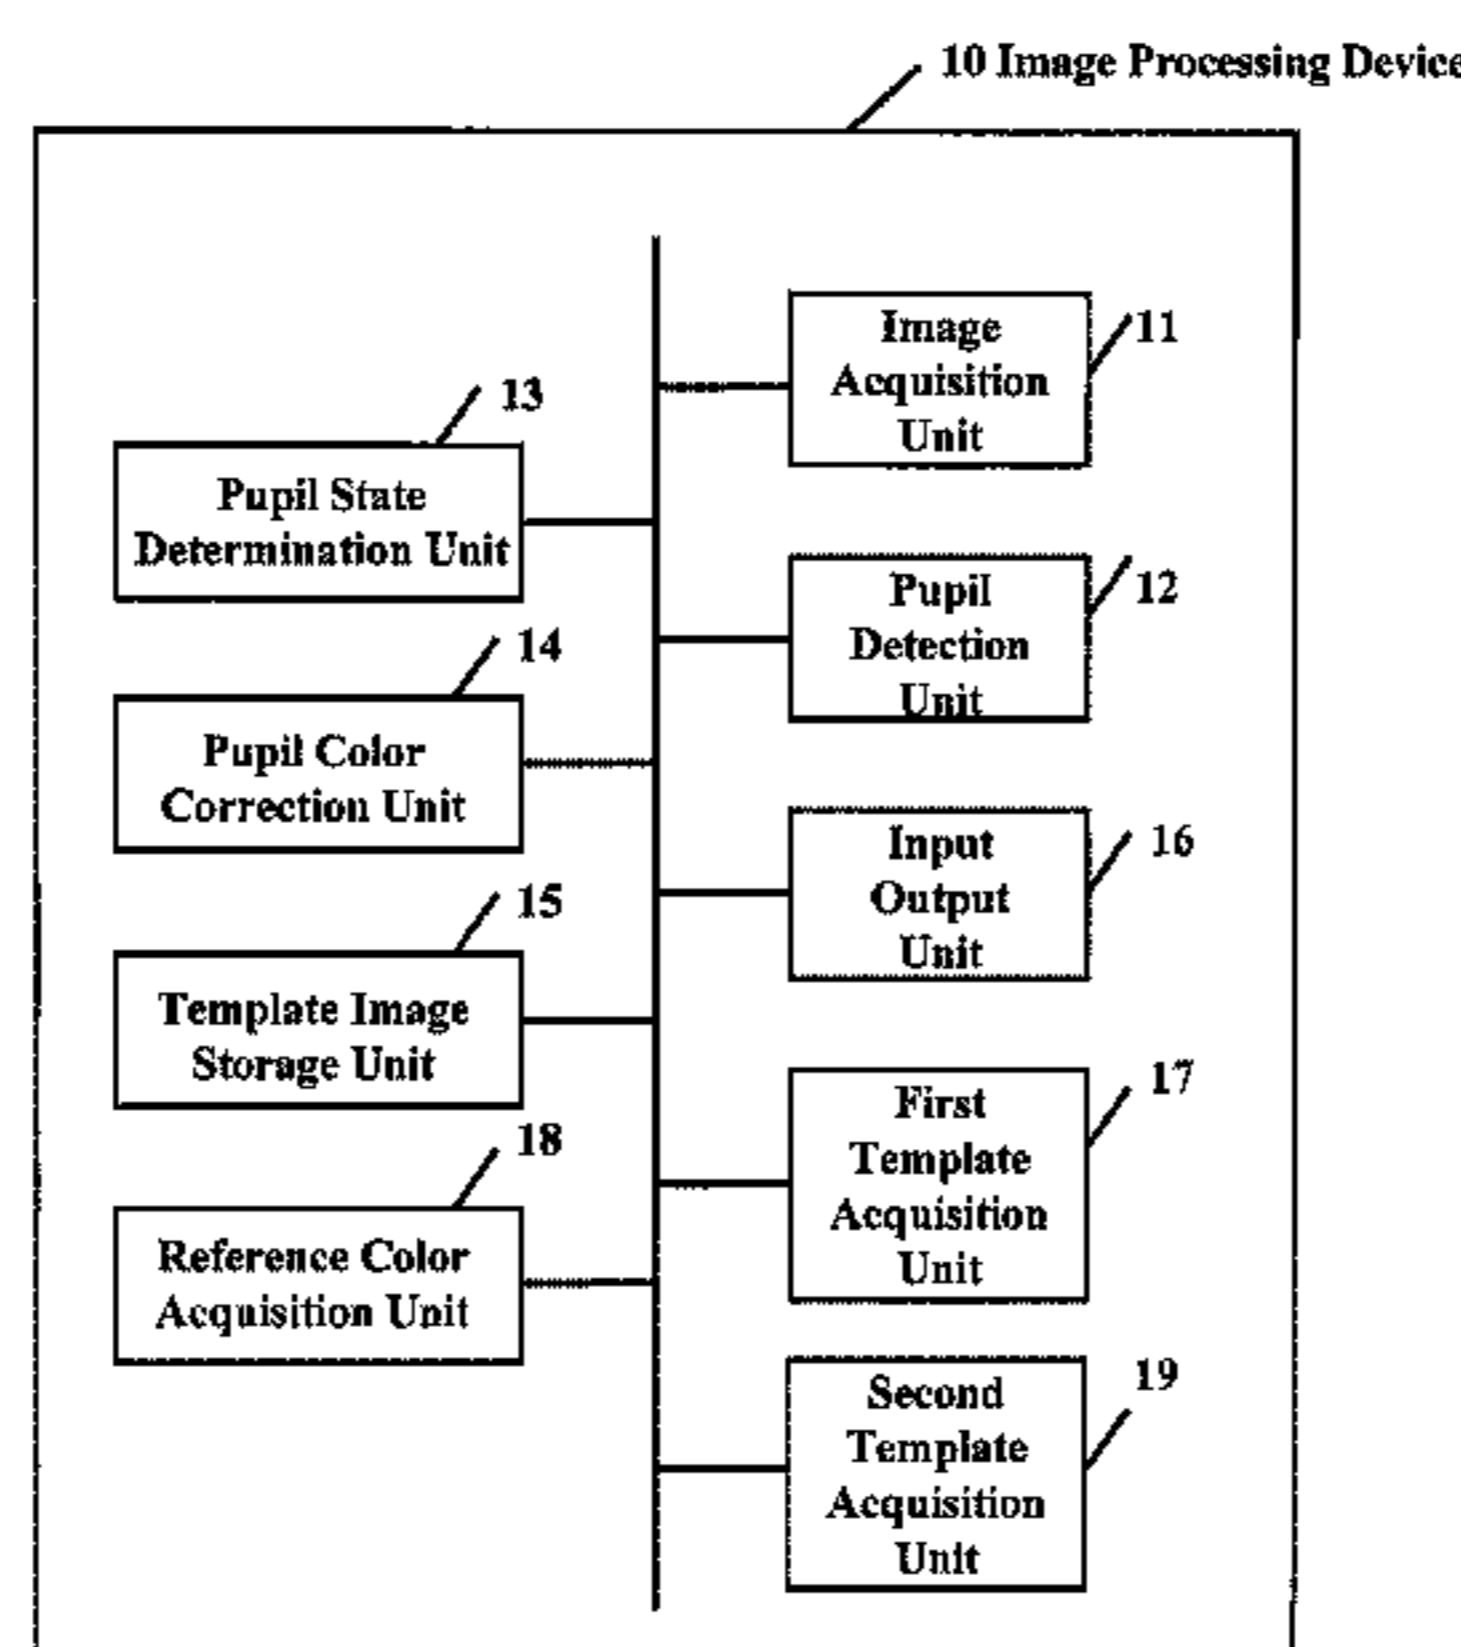 10 Image Processing Device
Image
Acquisition
Unit
11
13
Pupil State
Determination Unit
Pupil
Detection
Unit
12
14
Pupil Color
Correction Unit
Input
Output
Unit
16
15
Template Image
Storage Unit
First
Template
Acquisition
Unit
17
18
Reference Color
Acquisition Unit
Second
Template
Acquisition
Unit
19